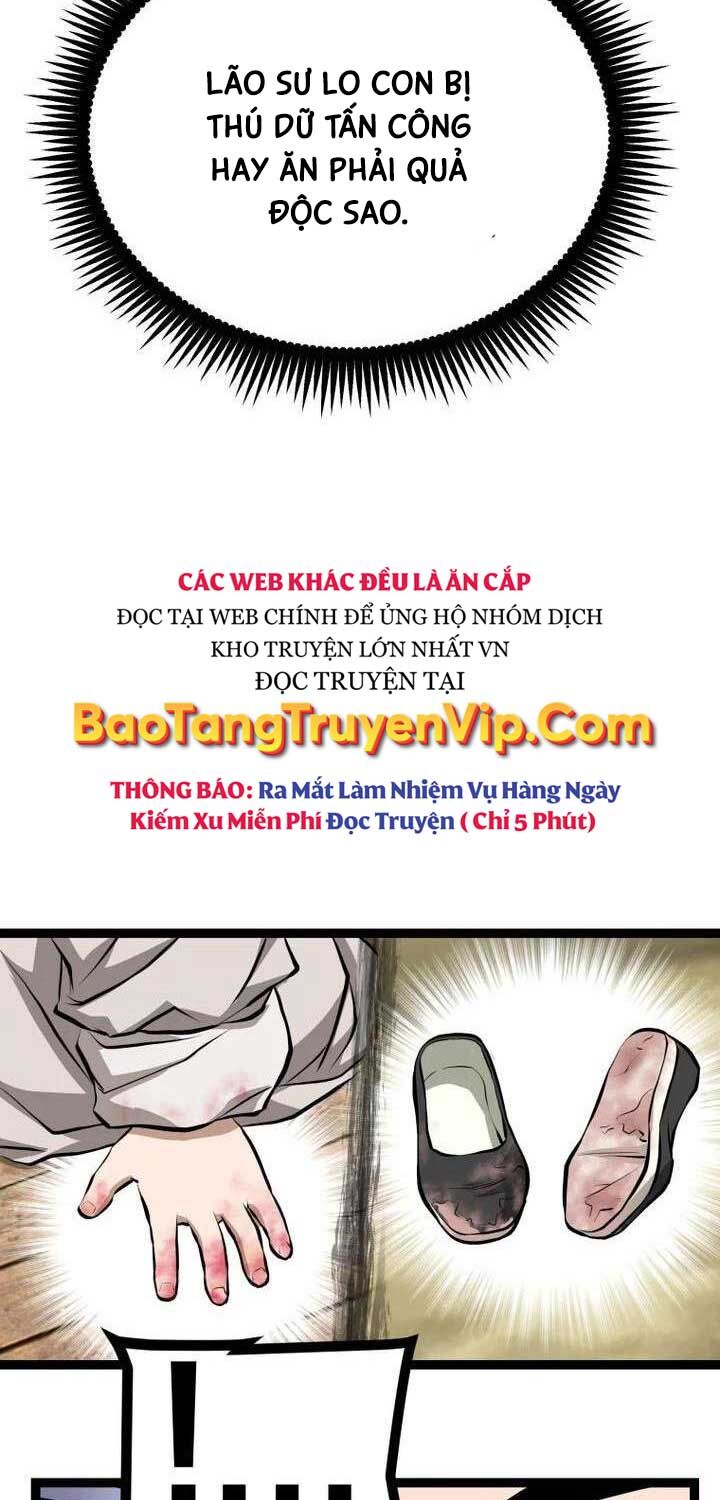 LÃO SƯ LO CON BỊ
THÚ DỮ TẤN CÔNG
HAY ĂN PHẢI QUẢ
ĐỘC SAO.
CÁC WEB KHÁC ĐỀU LÀ ĂN CẮP
ĐỌC TẠI WEB CHÍNH ĐỂ ỦNG HỘ NHÓM DỊCH
KHO TRUYỆN LỚN NHẤT VN
ĐỌC TRUYỆN TẠI
BaoTangTruyenVip.Com
THÔNG BÁO: Ra Mắt Làm Nhiệm Vụ Hàng Ngày
Kiếm Xu Miễn Phí Đọc Truyện ( Chỉ 5 Phút)
!
....